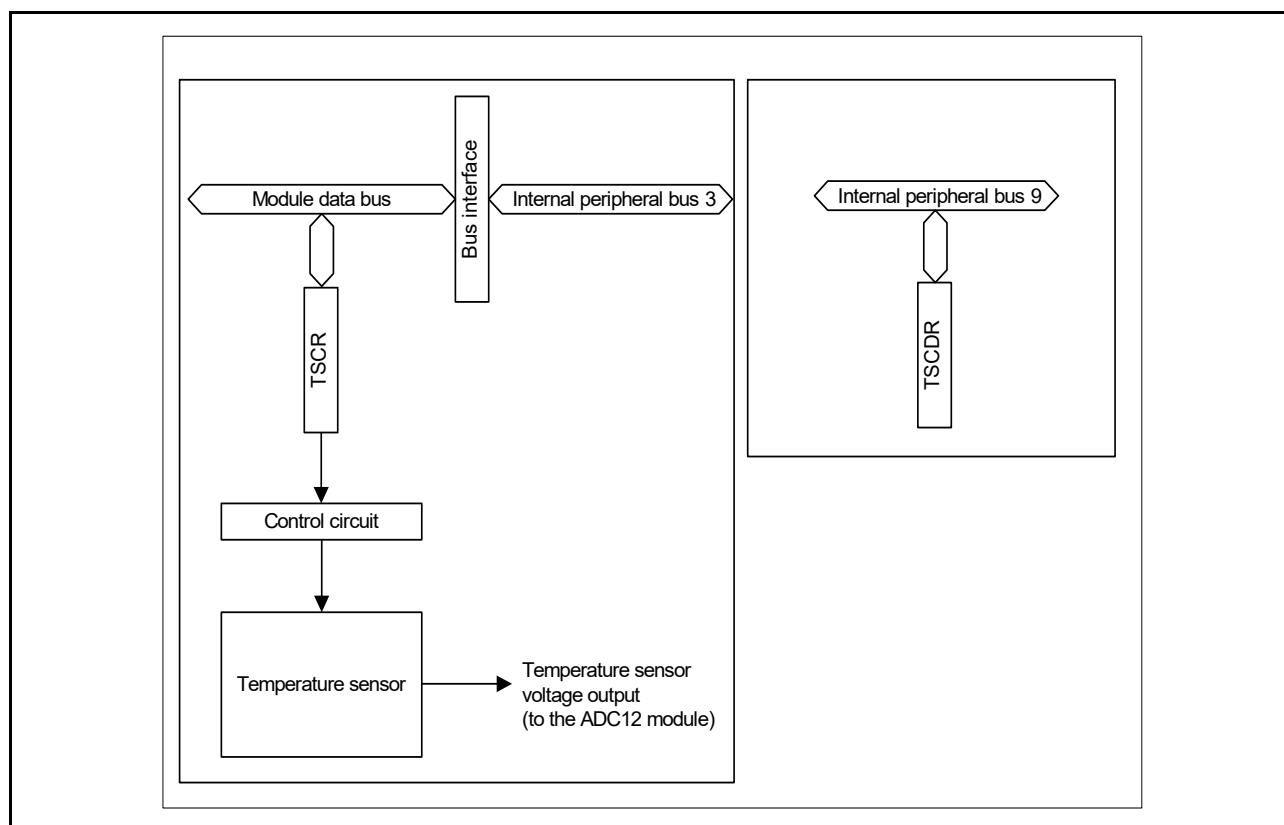 Module data bus
Bus interface
Internal peripheral bus 3
Internal peripheral bus 9
TSCR
TSCDR
Control circuit
Temperature sensor
Temperature sensor
voltage output
(to the ADC12 module)